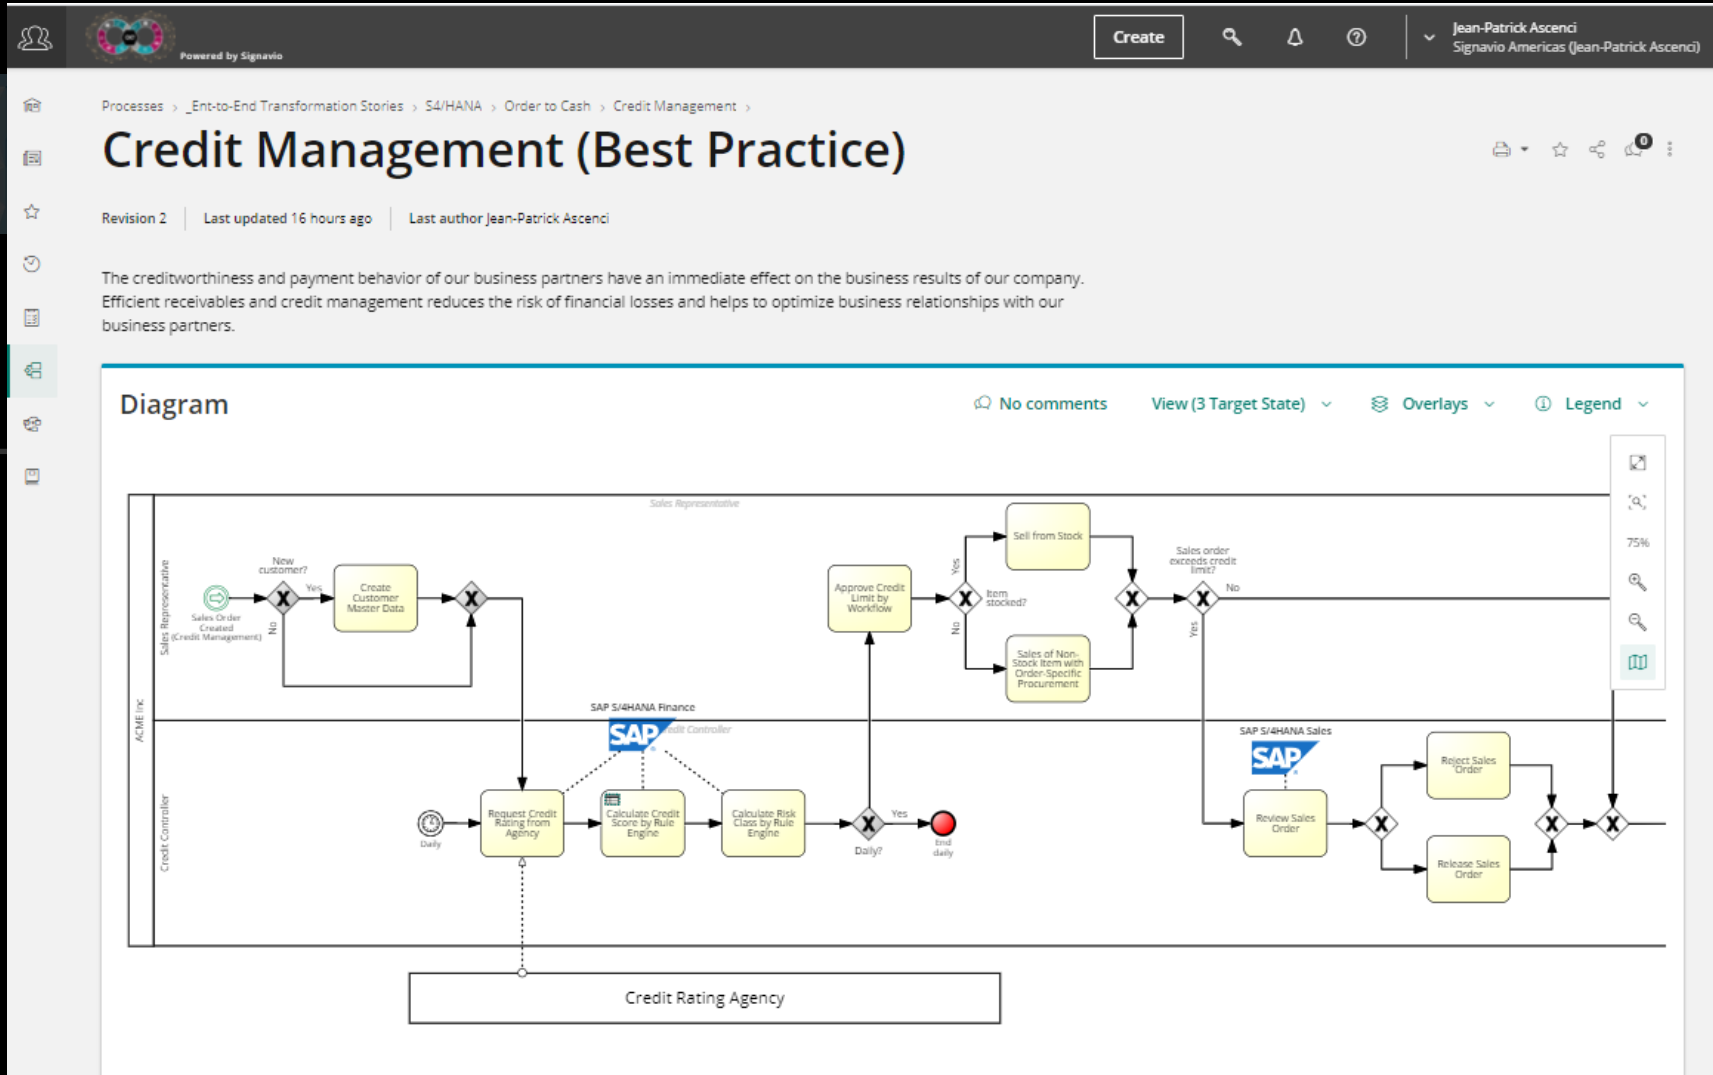 Powered by Signavio
Create
Jean-Patrick Ascenci
Signavio Americas (Jean-Patrick Ascenci)
Processes > _Ent-to-End Transformation Stories > S4/HANA > Order to Cash > Credit Management >
Credit Management (Best Practice)
0
Revision 2
Last updated 16 hours ago
Last author Jean-Patrick Ascenci
The creditworthiness and payment behavior of our business partners have an immediate effect on the business results of our company.
Efficient receivables and credit management reduces the risk of financial losses and helps to optimize business relationships with our
business partners.
Diagram
No comments
View (3 Target State)
Overlays
Legend
75%
ACME Inc
Sales Representative
Sales Representative
Sales Order
Created
(Credit Management)
New
customer?
Yes
No
Create
Customer
Master Data
Approve Credit
Limit by
Workflow
Item
stocked?
Yes
No
Sell from Stock
Sales of Non-
Stock Item with
Order-Specific
Procurement
Sales order
exceeds credit
limit?
No
Yes
Credit Controller
SAP S/4HANA Finance
SAP
edit Controller
Daily
Request Credit
Rating from
Agency
Calculate Credit
Score by Rule
Engine
Calculate Risk
Class by Rule
Engine
Daily?
Yes
End
daily
SAP S/4HANA Sales
SAP
Review Sales
Order
Reject Sales
Order
Release Sales
Order
Credit Rating Agency